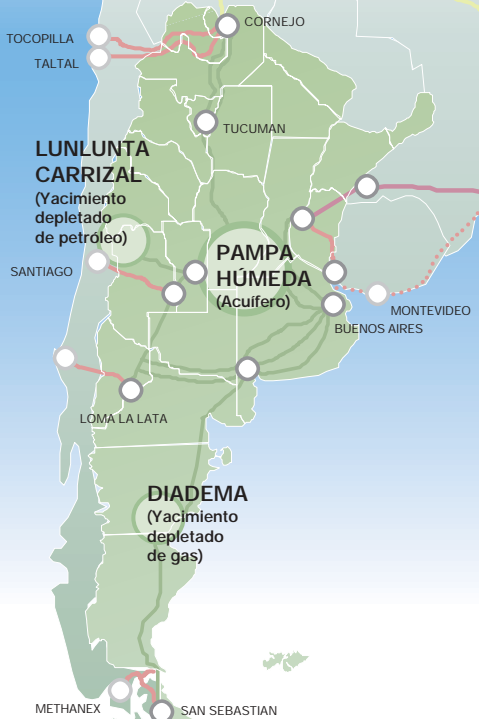 CORNEJO
TOCOPILLA
TALTAL
TUCUMAN
LUNLUNTA
CARRIZAL
(Yacimiento
depletado
de petróleo)
PAMPA
HÚMEDA
(Acuífero)
SANTIAGO
MONTEVIDEO
BUENOS AIRES
LOMA LA LATA
DIADEMA
(Yacimiento
depletado
de gas)
METHANEX
SAN SEBASTIAN